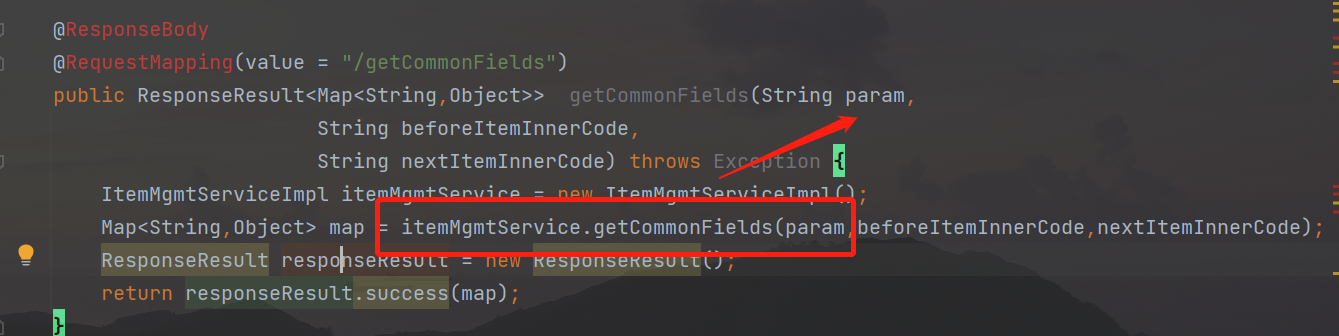 @ResponseBody
@RequestMapping(value = "/getCommonFields")
public ResponseResult<Map<String,Object>>  getCommonFields(String param,
String beforeItemInnerCode,
String nextItemInnerCode) throws Exception {
ItemMgmtServiceImpl itemMgmtService = new ItemMgmtServiceImpl();
Map<String,Object> map = itemMgmtService.getCommonFields(param,beforeItemInnerCode,nextItemInnerCode);
ResponseResult responseResult = new ResponseResult();
return responseResult.success(map);
}